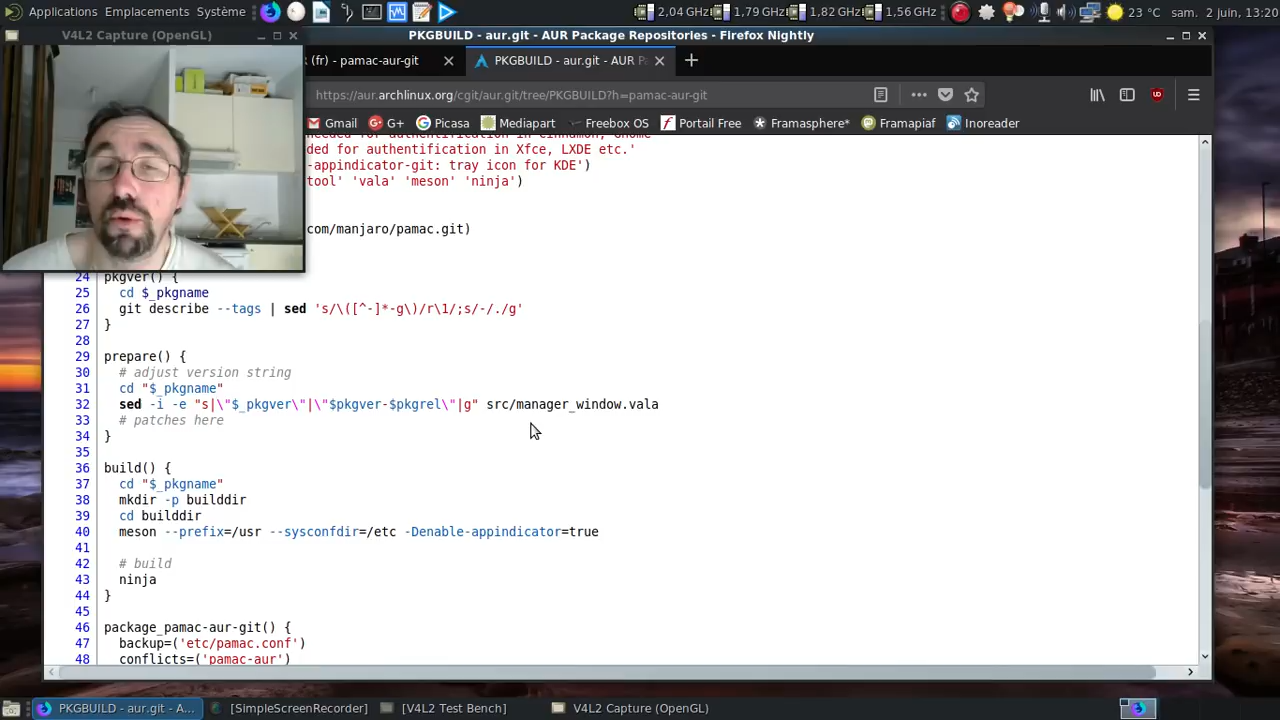 Applications Emplacements Système 2,04 GHz 1,79 GHz 1,82 GHz 1,56 GHz 23 °C sam. 2 juin, 13:20
V4L2 Capture (OpenGL)
PKGBUILD - aur.git - AUR Package Repositories - Firefox Nightly
(fr) - pamac-aur-git
PKGBUILD - aur.git - AUR Pa
https://aur.archlinux.org/cgit/aur.git/tree/PKGBUILD?h=pamac-aur-git
Gmail G+ Picasa Mediapart Freebox OS Portail Free Framasphere* Framapiaf Inoreader
ded for authentification in Xfce, LXDE etc.'
-appindicator-git: tray icon for KDE')
tool' 'vala' 'meson' 'ninja')
com/manjaro/pamac.git)
24 pkgver() {
25 cd $_pkgname
26 git describe --tags | sed 's/\([^-]*-g\)/r\1/;s/-/./g'
27 }
28
29 prepare() {
30 # adjust version string
31 cd "$_pkgname"
32 sed -i -e "s|\"$_pkgver\"|\"$pkgver-$pkgrel\"|g" src/manager_window.vala
33 # patches here
34 }
35
36 build() {
37 cd "$_pkgname"
38 mkdir -p builddir
39 cd builddir
40 meson --prefix=/usr --sysconfdir=/etc -Denable-appindicator=true
41
42 # build
43 ninja
44 }
45
46 package_pamac-aur-git() {
47 backup=('etc/pamac.conf')
48 conflicts=('pamac-aur')
PKGBUILD - aur.git - A... [SimpleScreenRecorder] [V4L2 Test Bench] V4L2 Capture (OpenGL)